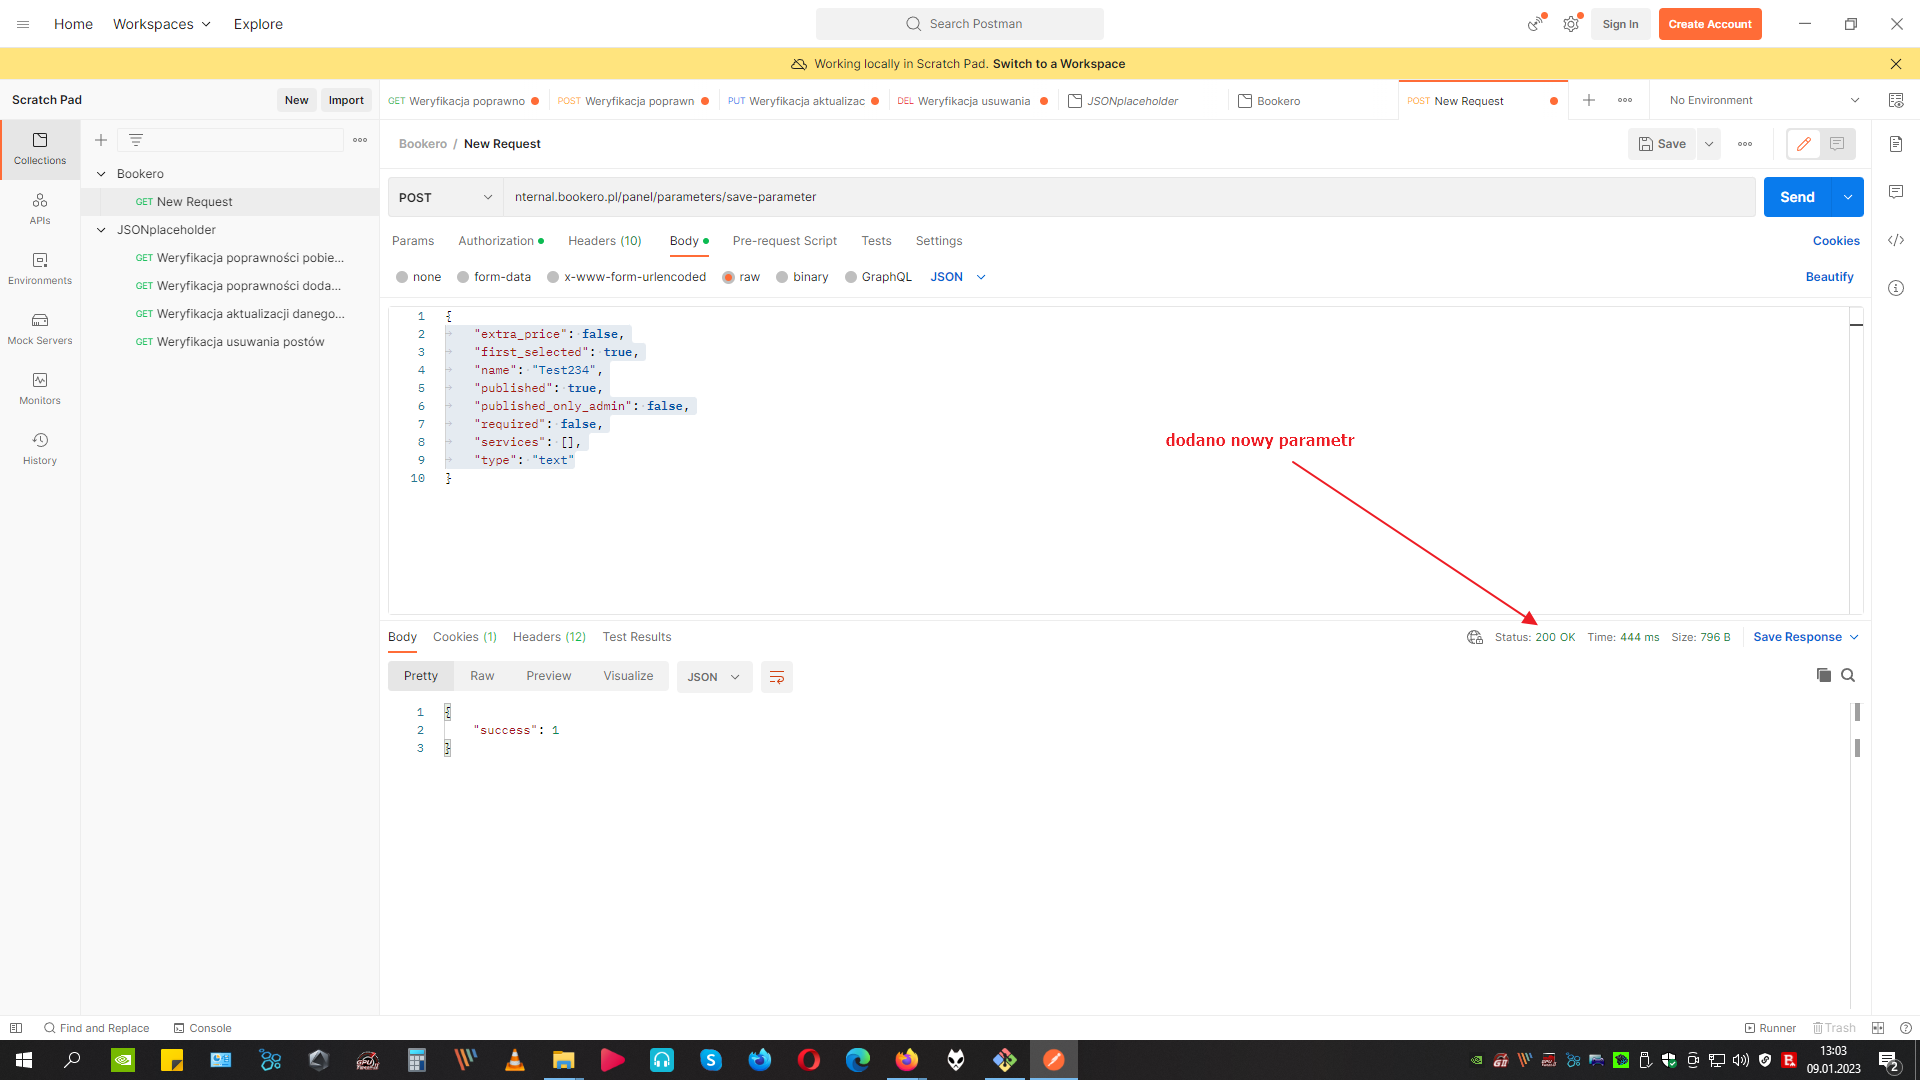 Home
Workspaces
Explore
Search Postman
Sign In
Create Account
Working locally in Scratch Pad. Switch to a Workspace
Scratch Pad
New
Import
GET Weryfikacja poprawno
POST Weryfikacja poprawn
PUT Weryfikacja aktualizac
DEL Weryfikacja usuwania
JSONplaceholder
Bookero
POST New Request
No Environment
Collections
APIs
Environments
Mock Servers
Monitors
History
Bookero
GET New Request
JSONplaceholder
GET Weryfikacja poprawności pobie...
GET Weryfikacja poprawności doda...
GET Weryfikacja aktualizacji danego...
GET Weryfikacja usuwania postów
Bookero / New Request
Save
POST
nternal.bookero.pl/panel/parameters/save-parameter
Send
Params
Authorization
Headers (10)
Body
Pre-request Script
Tests
Settings
Cookies
none
form-data
x-www-form-urlencoded
raw
binary
GraphQL
JSON
Beautify
1 {
2 "extra_price": false,
3 "first_selected": true,
4 "name": "Test234",
5 "published": true,
6 "published_only_admin": false,
7 "required": false,
8 "services": [],
9 "type": "text"
10 }
dodano nowy parametr
Body
Cookies (1)
Headers (12)
Test Results
Status: 200 OK
Time: 444 ms
Size: 796 B
Save Response
Pretty
Raw
Preview
Visualize
JSON
1 {
2 "success": 1
3 }
Find and Replace
Console
Runner
Trash
13:03
09.01.2023
2